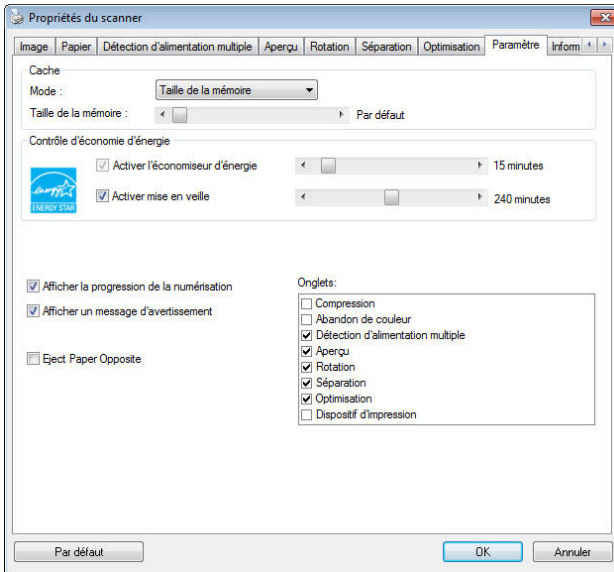 Propriétés du scanner
Image Papier Détection d'alimentation multiple Aperçu Rotation Séparation Optimisation Paramètre Inform
Cache
Mode : Taille de la mémoire
Taille de la mémoire : Par défaut
Contrôle d'économie d'énergie
Activer l'économiseur d'énergie 15 minutes
Activer mise en veille 240 minutes
energy
ENERGY STAR
Afficher la progression de la numérisation
Afficher un message d'avertissement
Eject Paper Opposite
Onglets:
Compression
Abandon de couleur
Détection d'alimentation multiple
Aperçu
Rotation
Séparation
Optimisation
Dispositif d'impression
Par défaut OK Annuler